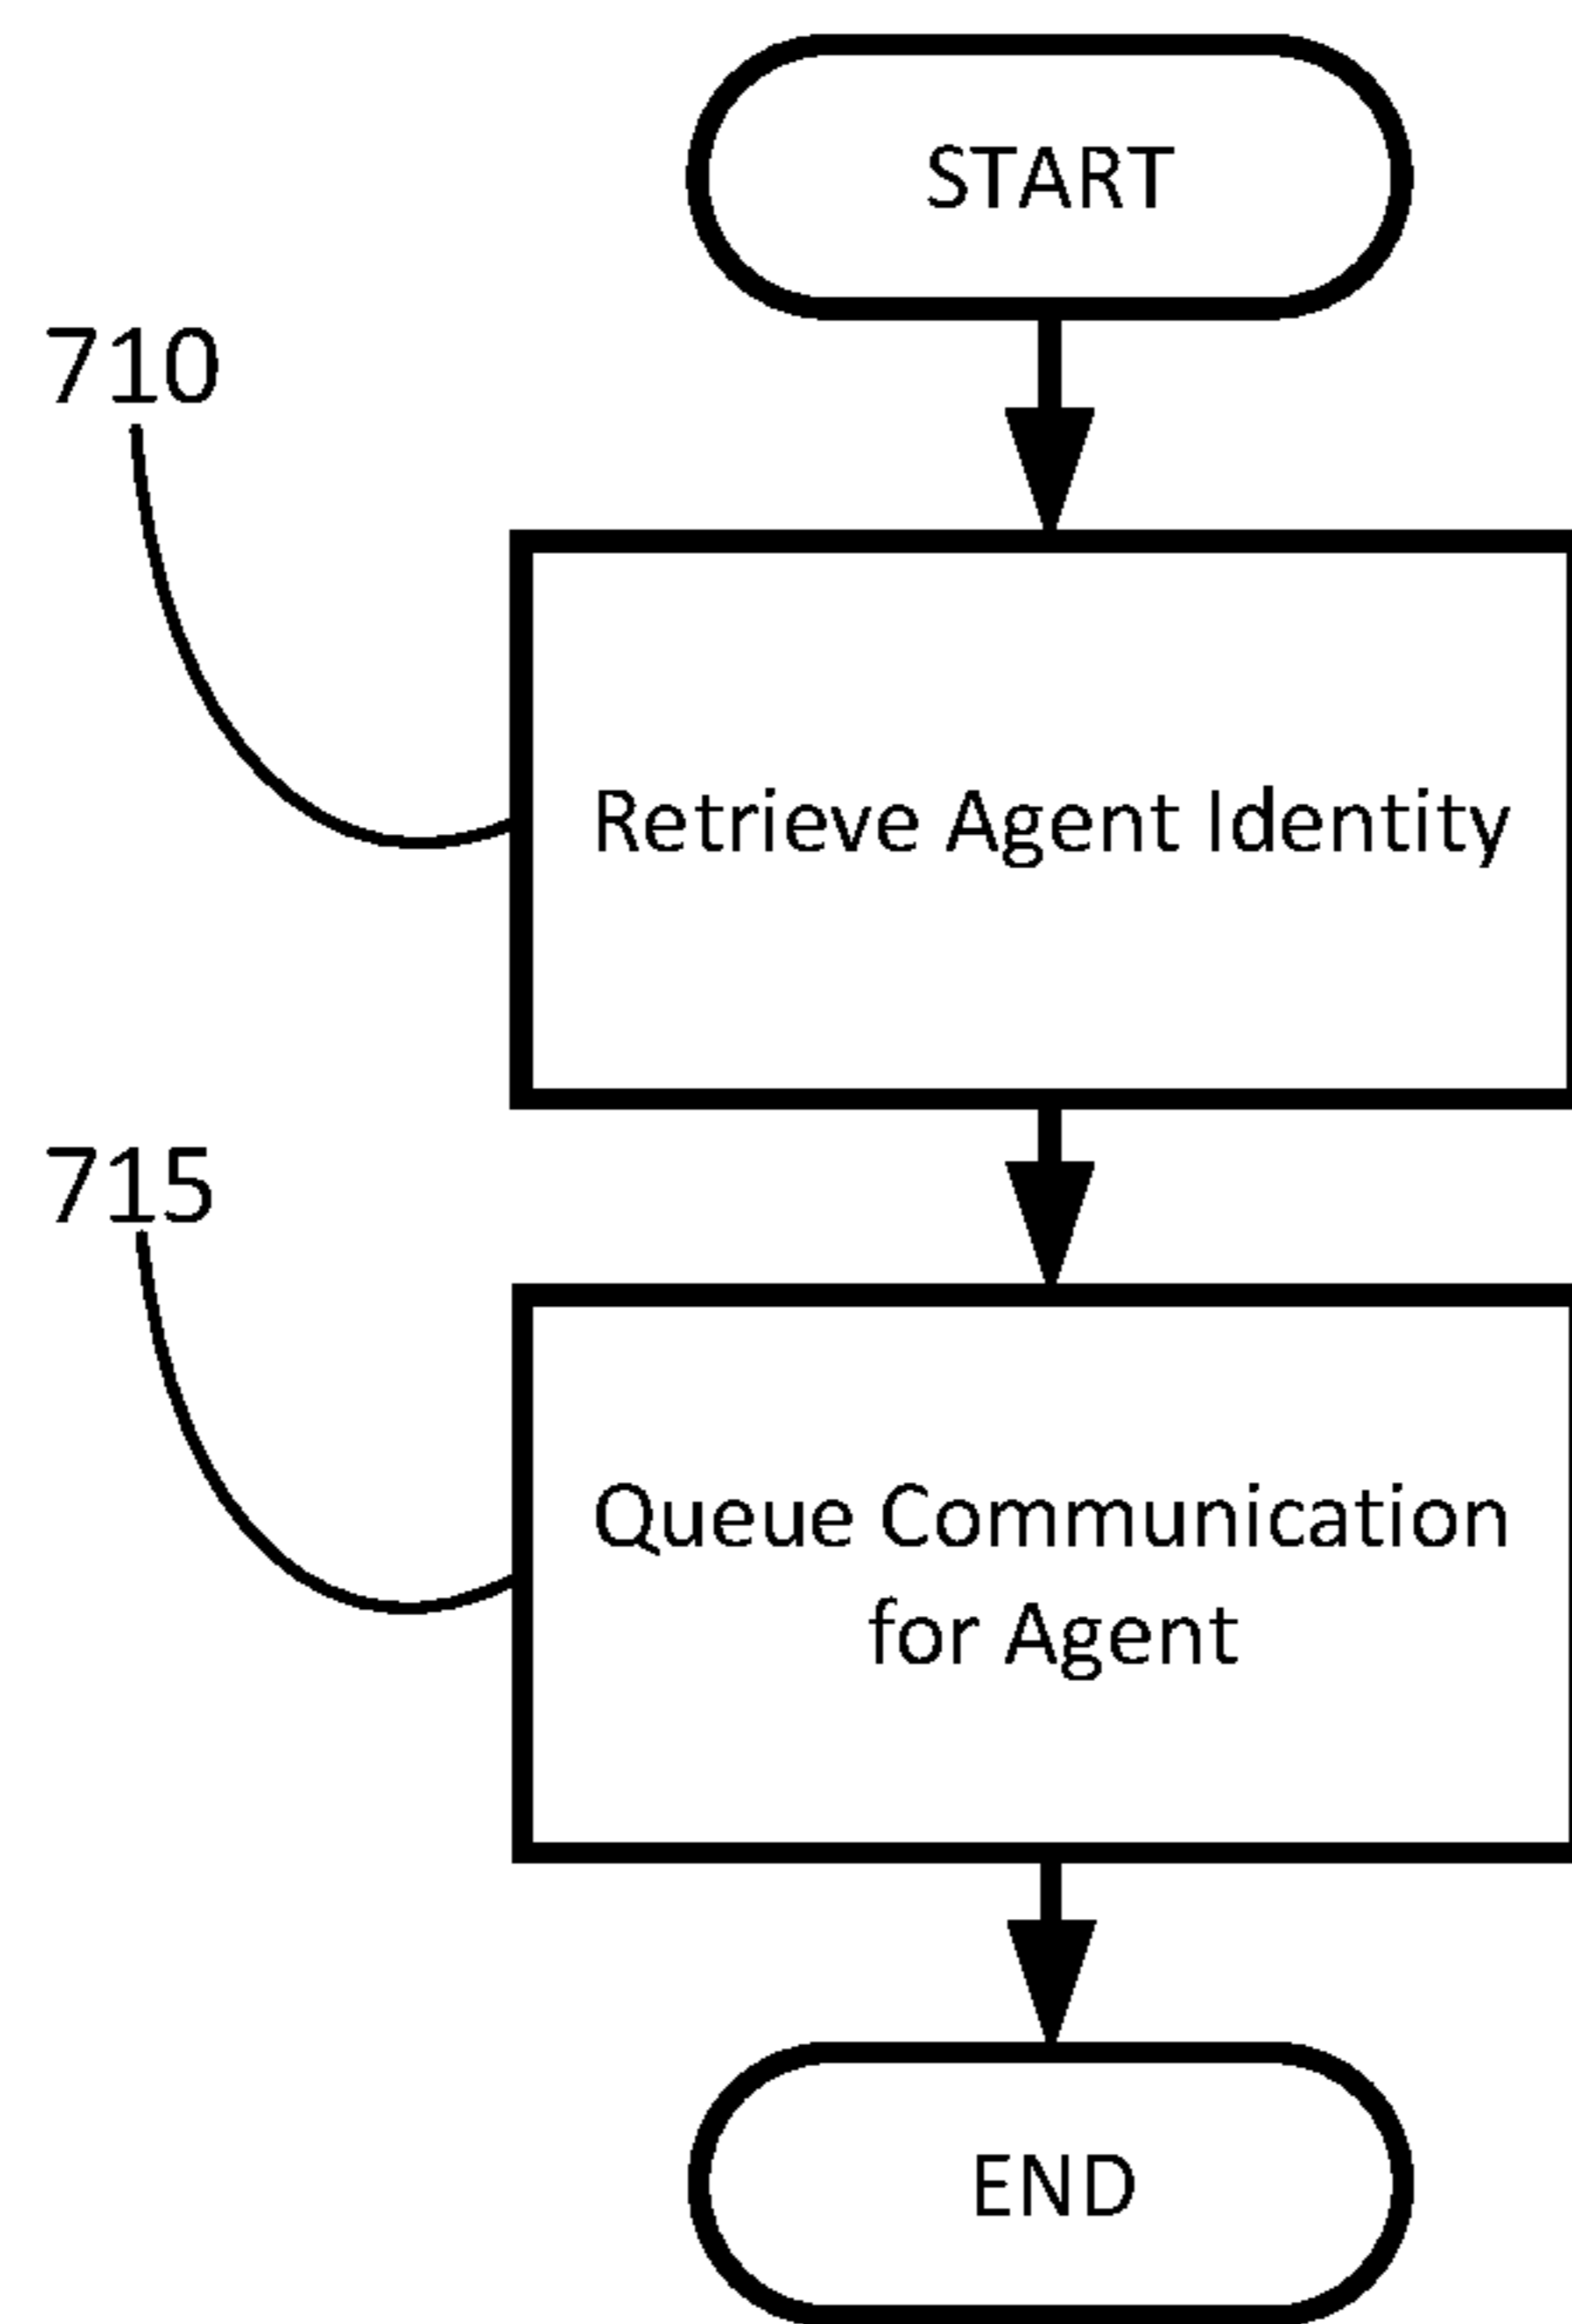 START
710
Retrieve Agent Identity
715
Queue Communication
for Agent
END